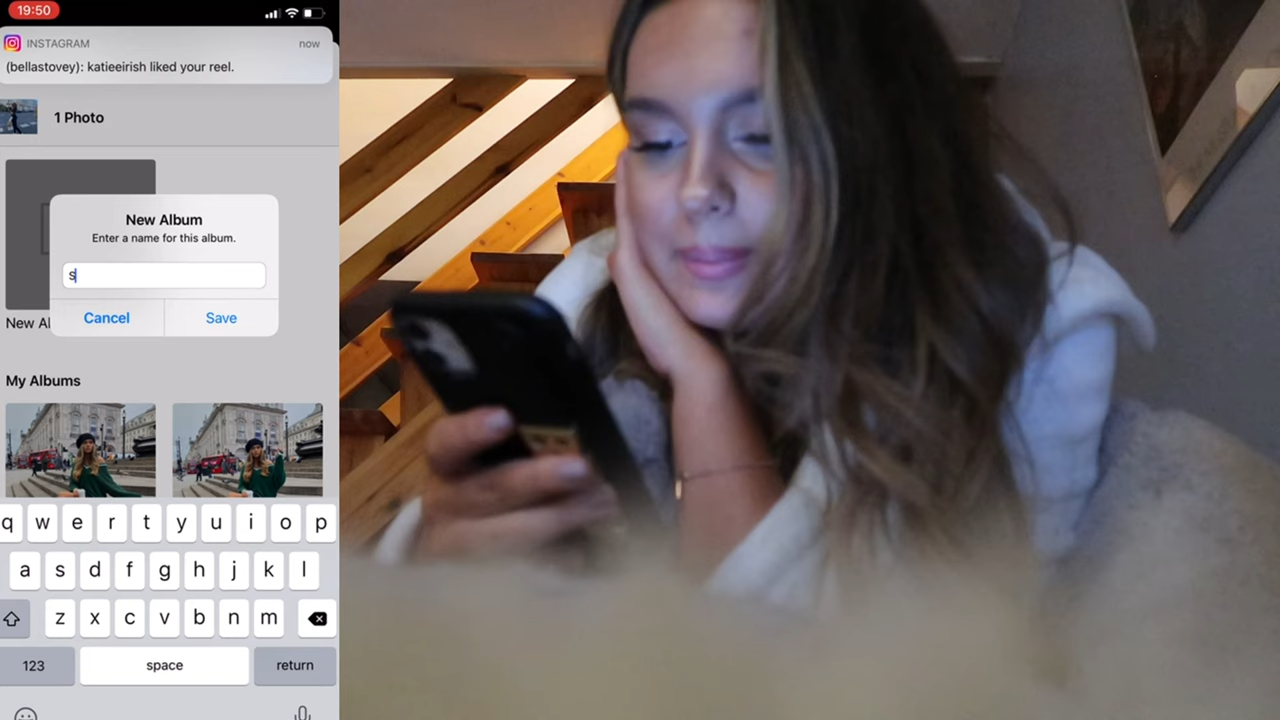 19:50
INSTAGRAM now
(bellastovey): katieeirish liked your reel.
1 Photo
New Album
Enter a name for this album.
s
Cancel Save
New Al
My Albums
q w e r t y u i o p
a s d f g h j k l
z x c v b n m
123 space return